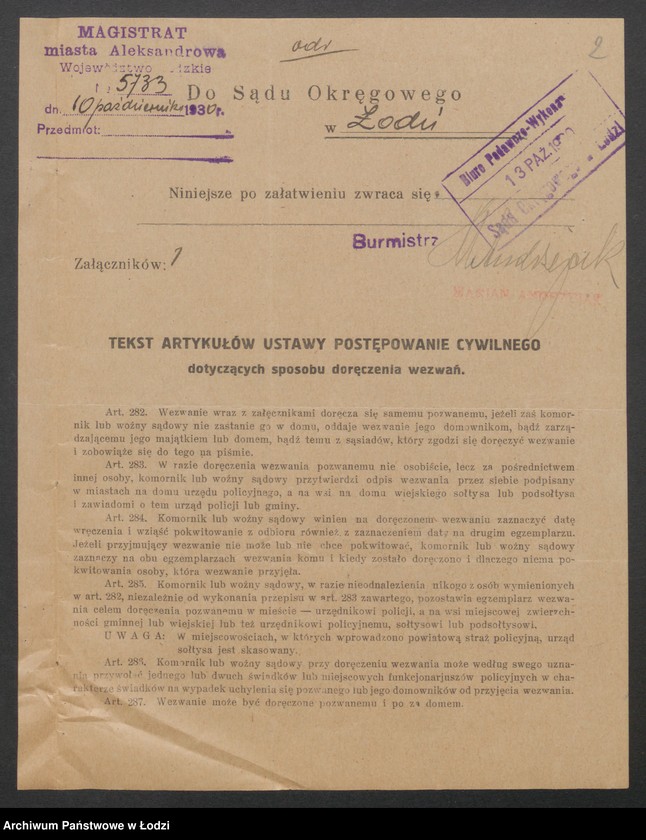 MAGISTRAT
miasta Aleksandrowa
Województwo Łódzkie
odr
2
5733
dn. 10 października 1930 r.
Przedmiot:
Do Sądu Okręgowego
w Łodzi
Biuro Podawczo-Wykona
13 PAŹ. 1930
Sądu Okręgowego w Łodzi
Niniejsze po załatwieniu zwraca się
Burmistrz
Załączników: 1
TEKST ARTYKUŁÓW USTAWY POSTĘPOWANIE CYWILNEGO
dotyczących sposobu doręczenia wezwań.
Art. 282. Wezwanie wraz z załącznikami doręcza się samemu pozwanemu, jeżeli zaś komor-
nik lub woźny sądowy nie zastanie go w domu, oddaje wezwanie jego domownikom, bądź zarzą-
dzającemu jego majątkiem lub domem, bądź temu z sąsiadów, który zgodzi się doręczyć wezwanie
i zobowiąże się do tego na piśmie.
Art. 283. W razie doręczenia wezwania pozwanemu nie osobiście, lecz za pośrednictwem
innej osoby, komornik lub woźny sądowy przytwierdzi odpis wezwania przez siebie podpisany
w miastach na domu urzędu policyjnego, a na wsi na domu wiejskiego sołtysa lub podsołtysa
i zawiadomi o tem urząd policji lub gminy.
Art. 284. Komornik lub woźny sądowy winien na doręczonem wezwaniu zaznaczyć datę
wręczenia i wziąść pokwitowanie z odbioru również z zaznaczeniem daty na drugim egzemplarzu.
Jeżeli przyjmujący wezwanie nie może lub nie chce pokwitować, komornik lub woźny sądowy
zaznaczy na obu egzemplarzach wezwania komu i kiedy zostało doręczono i dlaczego niema po-
kwitowania osoby, która wezwanie przyjęła.
Art. 285. Komornik lub woźny sądowy, w razie nieodnalezienia nikogo z osób wymienionych
w art. 282, niezależnie od wykonania przepisu w art. 283 zawartego, pozostawia egzemplarz wezwa-
nia celem doręczenia pozwanemu w mieście — urzędnikowi policji, a na wsi miejscowej zwierzch-
ności gminnej lub wiejskiej lub też urzędnikowi policyjnemu, sołtysowi lub podsołtysowi.
UWAGA: W miejscowościach, w których wprowadzono powiatową straż policyjną, urząd
sołtysa jest skasowany.
Art. 286. Komornik lub woźny sądowy przy doręczeniu wezwania może według swego uzna-
nia przywołać jednego lub dwuch świadków lub miejscowych funkcjonarjuszów policyjnych w cha-
rakterze świadków na wypadek uchylenia się pozwanego lub jego domowników od przyjęcia wezwania.
Art. 287. Wezwanie może być doręczone pozwanemu i po za domem.
Archiwum Państwowe w Łodzi